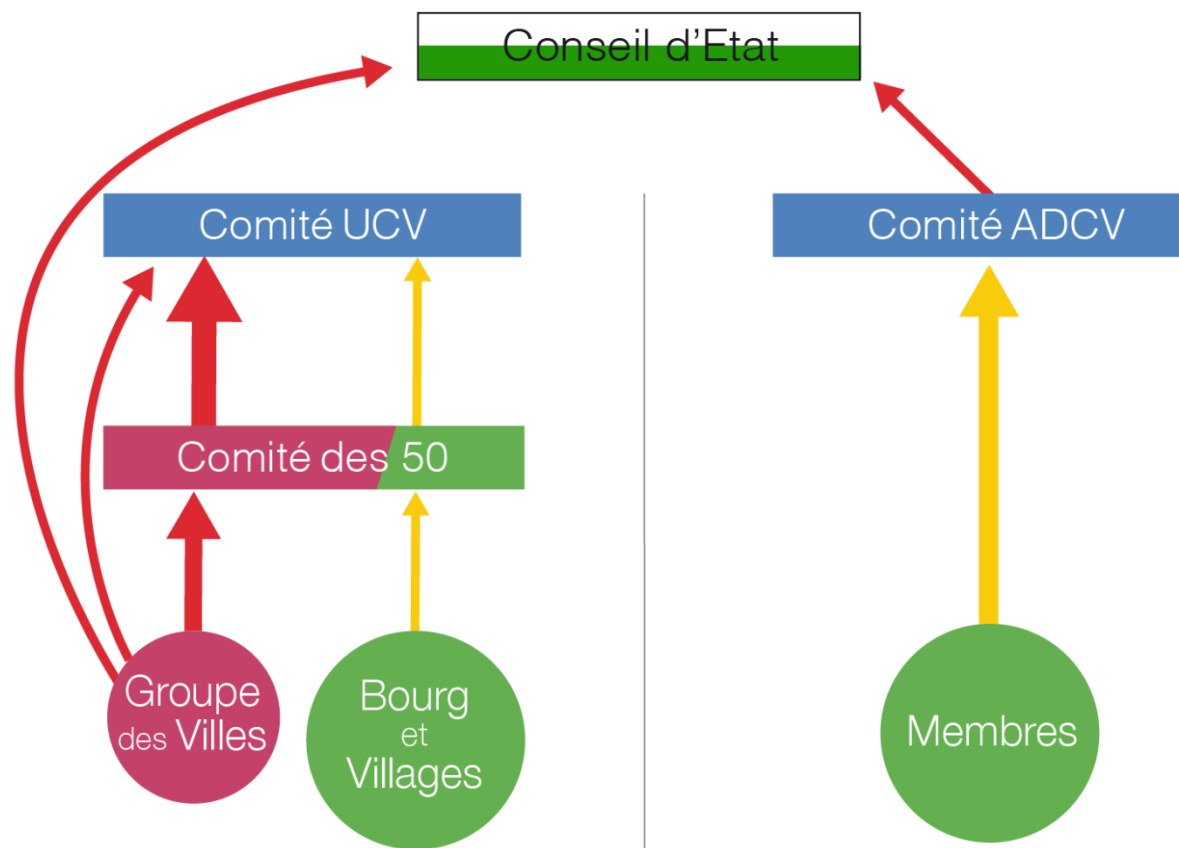 Conseil d'Etat
Comité UCV
Comité ADCV
Comité des 50
Groupe
des Villes
Bourg
et
Villages
Membres